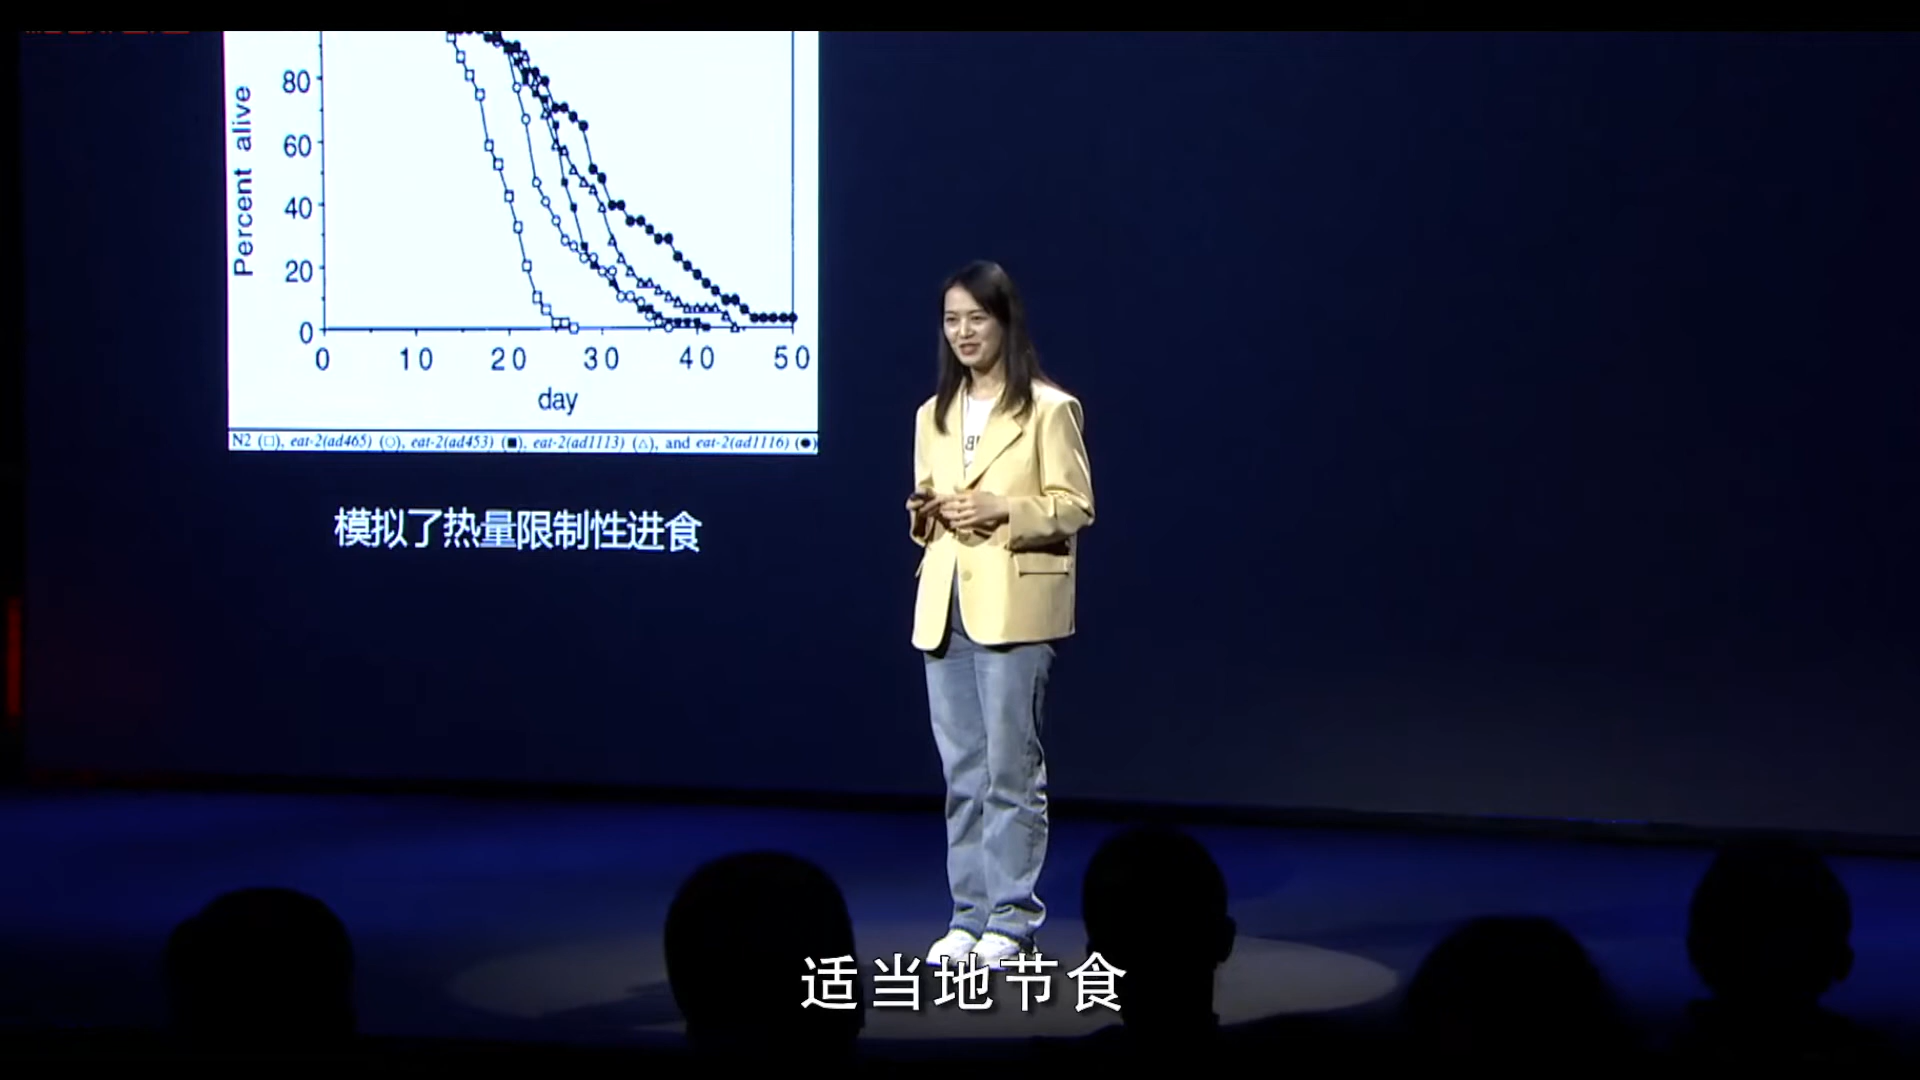 80
60
40
20
0
Percent alive
0 10 20 30 40 50
day
N2 (□), eat-2(ad465) (○), eat-2(ad453) (■), eat-2(ad1113) (△), and eat-2(ad1116) (●)
模拟了热量限制性进食
适当地节食